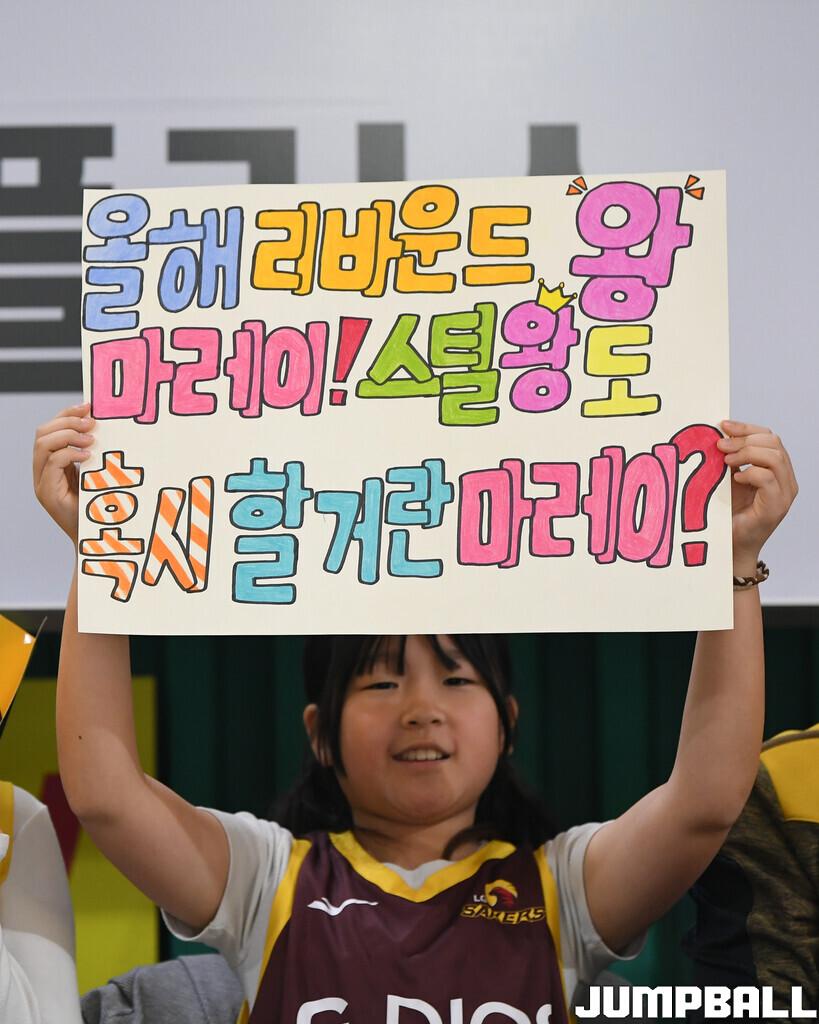 올해 리바운드 "왕"
마레이! 스틸왕도
혹시 할거란 마레이?
LG
SAKERS
JUMPBALL